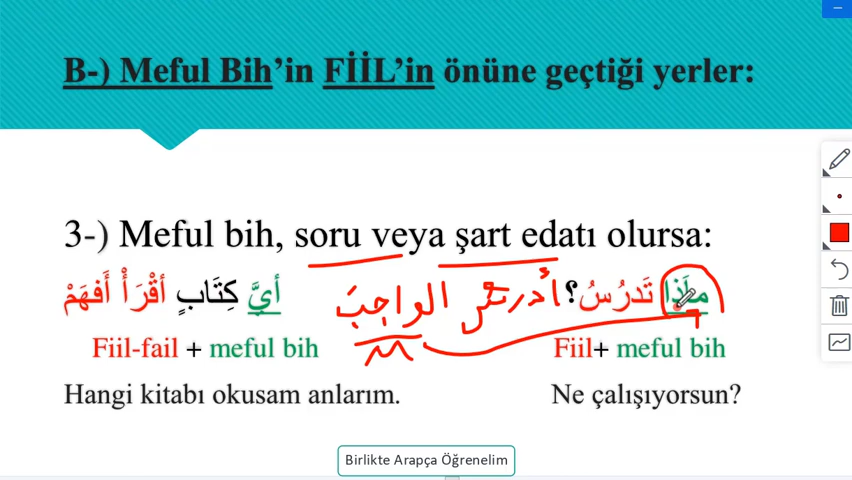 B-) Meful Bih’in FİİL’in önüne geçtiği yerler:
3-) Meful bih, soru veya şart edatı olursa:
مَاذَا تَدرُسُ؟ أدرس الواجبَ
أيَّ كِتَابٍ أقْرَأْ أَفهَمْ
Fiil-fail + meful bih
Fiil+ meful bih
Hangi kitabı okusam anlarım.
Ne çalışıyorsun?
Birlikte Arapça Öğrenelim